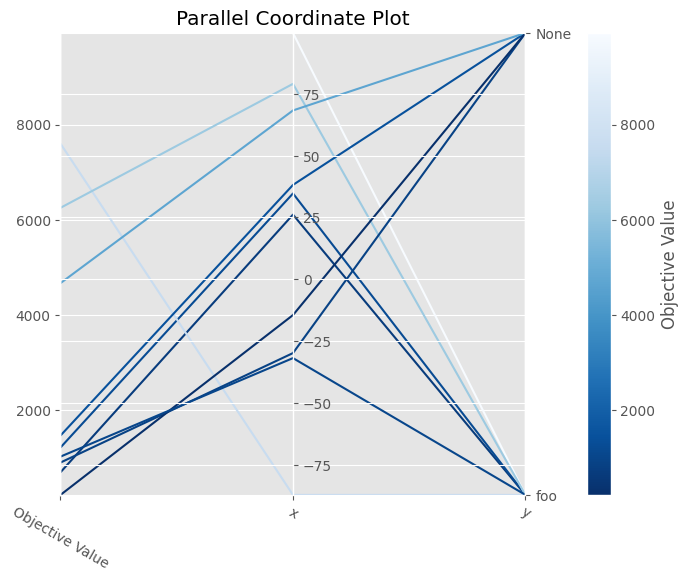 Parallel Coordinate Plot
None
8000
6000
4000
2000
75
50
25
0
−25
−50
−75
foo
8000
6000
4000
2000
Objective Value
Objective Value
x
y